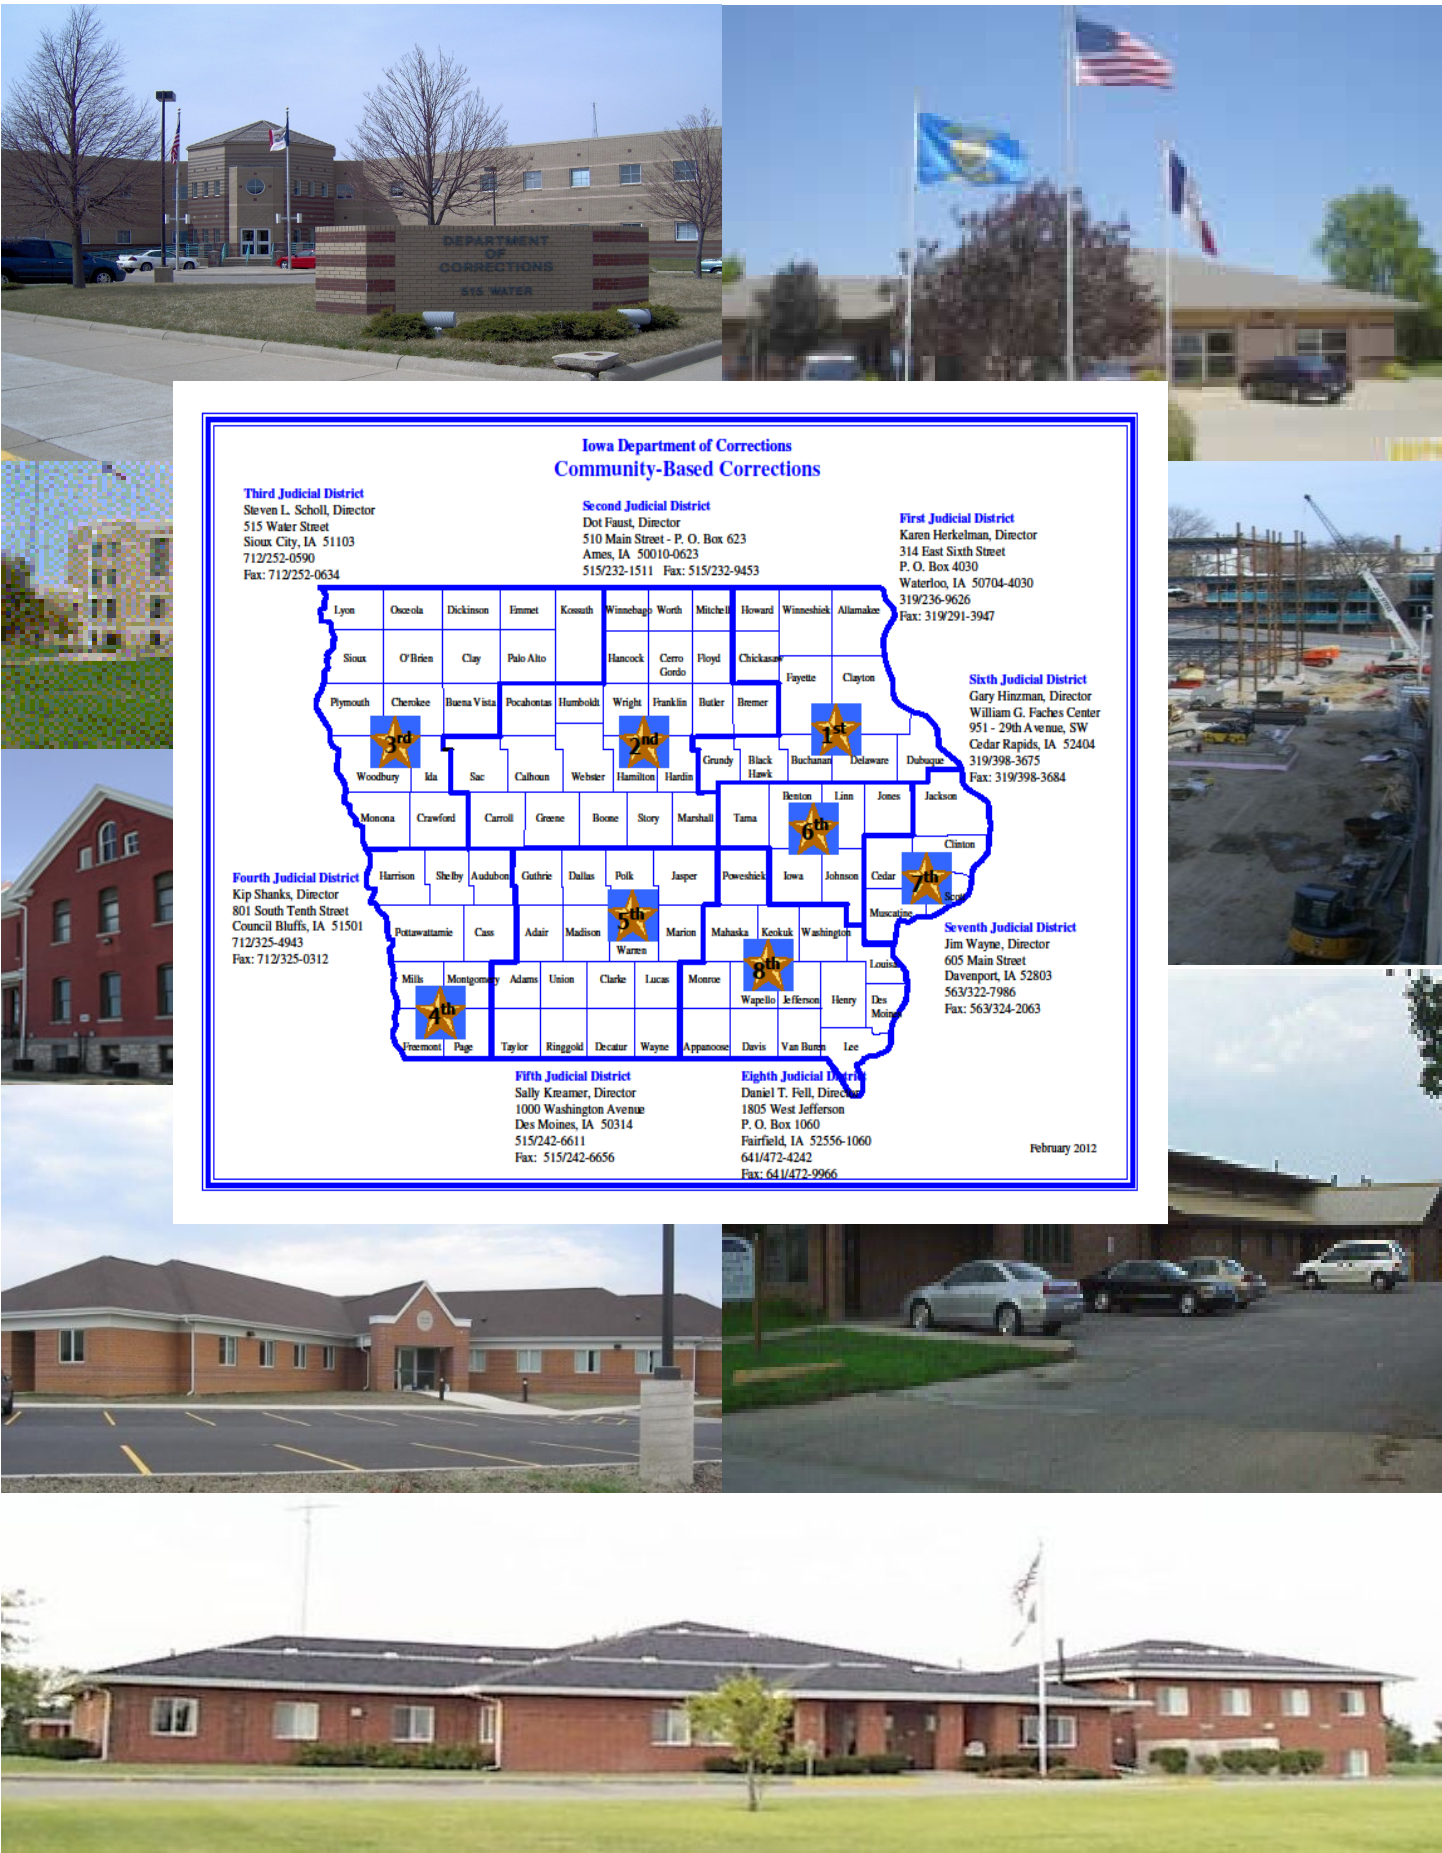 DEPARTMENT
OF
CORRECTIONS
515 WATER
Iowa Department of Corrections
Community-Based Corrections
Third Judicial District
Steven L. Scholl, Director
515 Water Street
Sioux City, IA 51103
712/252-0590
Fax: 712/252-0634
Second Judicial District
Dot Faust, Director
510 Main Street - P. O. Box 623
Ames, IA 50010-0623
515/232-1511 Fax: 515/232-9453
First Judicial District
Karen Herkelman, Director
314 East Sixth Street
P. O. Box 4030
Waterloo, IA 50704-4030
319/236-9626
Fax: 319/291-3947
Sixth Judicial District
Gary Hinzman, Director
William G. Faches Center
951 - 29th Avenue, SW
Cedar Rapids, IA 52404
319/398-3675
Fax: 319/398-3684
Lyon Osceola Dickinson Emmet Kossuth Winnebago Worth Mitchell Howard Winneshiek Allamakee
Sioux O'Brien Clay Palo Alto Hancock Cerro Gordo Floyd Chickasaw
Fayette Clayton
Plymouth Cherokee Buena Vista Pocahontas Humboldt Wright Franklin Butler Bremer
3rd 2nd 1st
Grundy Black Hawk Buchanan Delaware Dubuque
Woodbury Ida Sac Calhoun Webster Hamilton Hardin
Benton Linn Jones Jackson
Monona Crawford Carroll Greene Boone Story Marshall Tama
6th
Clinton
Harrison Shelby Audubon Guthrie Dallas Polk Jasper Poweshiek Iowa Johnson Cedar
7th
Scott
Muscatine
5th
Pottawattamie Cass Adair Madison Warren Marion Mahaska Keokuk Washington
8th
Louisa
Mills Montgomery Adams Union Clarke Lucas Monroe Wapello Jefferson Henry Des Moines
4th
Freemont Page Taylor Ringgold Decatur Wayne Appanoose Davis Van Buren Lee
Fourth Judicial District
Kip Shanks, Director
801 South Tenth Street
Council Bluffs, IA 51501
712/325-4943
Fax: 712/325-0312
Seventh Judicial District
Jim Wayne, Director
605 Main Street
Davenport, IA 52803
563/322-7986
Fax: 563/324-2063
Fifth Judicial District
Sally Kreamer, Director
1000 Washington Avenue
Des Moines, IA 50314
515/242-6611
Fax: 515/242-6656
Eighth Judicial District
Daniel T. Fell, Director
1805 West Jefferson
P. O. Box 1060
Fairfield, IA 52556-1060
641/472-4242
Fax: 641/472-9966
February 2012